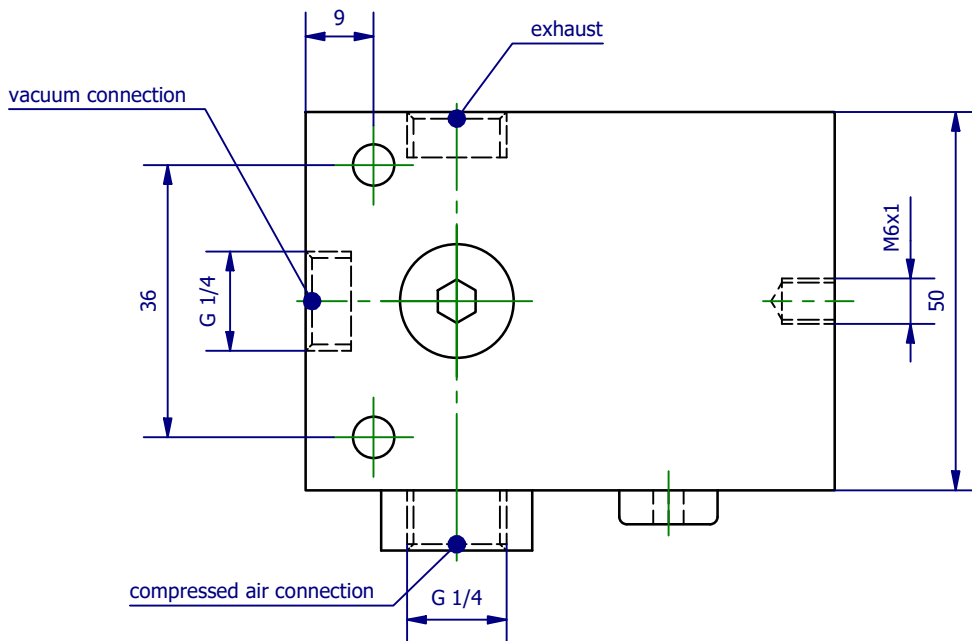 9
exhaust
vacuum connection
M6x1
36
G 1/4
50
compressed air connection
G 1/4